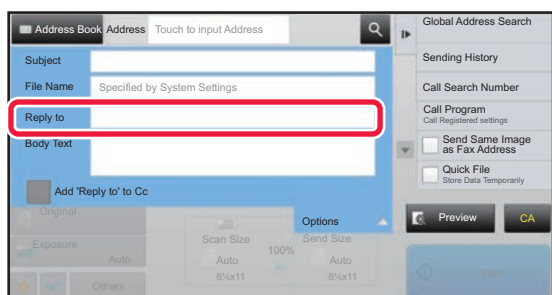 Address Book Address Touch to input Address
Subject
File Name Specified by System Settings
Reply to
Body Text
Add 'Reply to' to Cc
Options
Original
Exposure
Auto
Others
Scan Size
100%
Send Size
Auto
Auto
8½x11
8½x11
Global Address Search
Sending History
Call Search Number
Call Program
Call Registered settings
Send Same Image
as Fax Address
Quick File
Store Data Temporarily
Preview
CA
Start